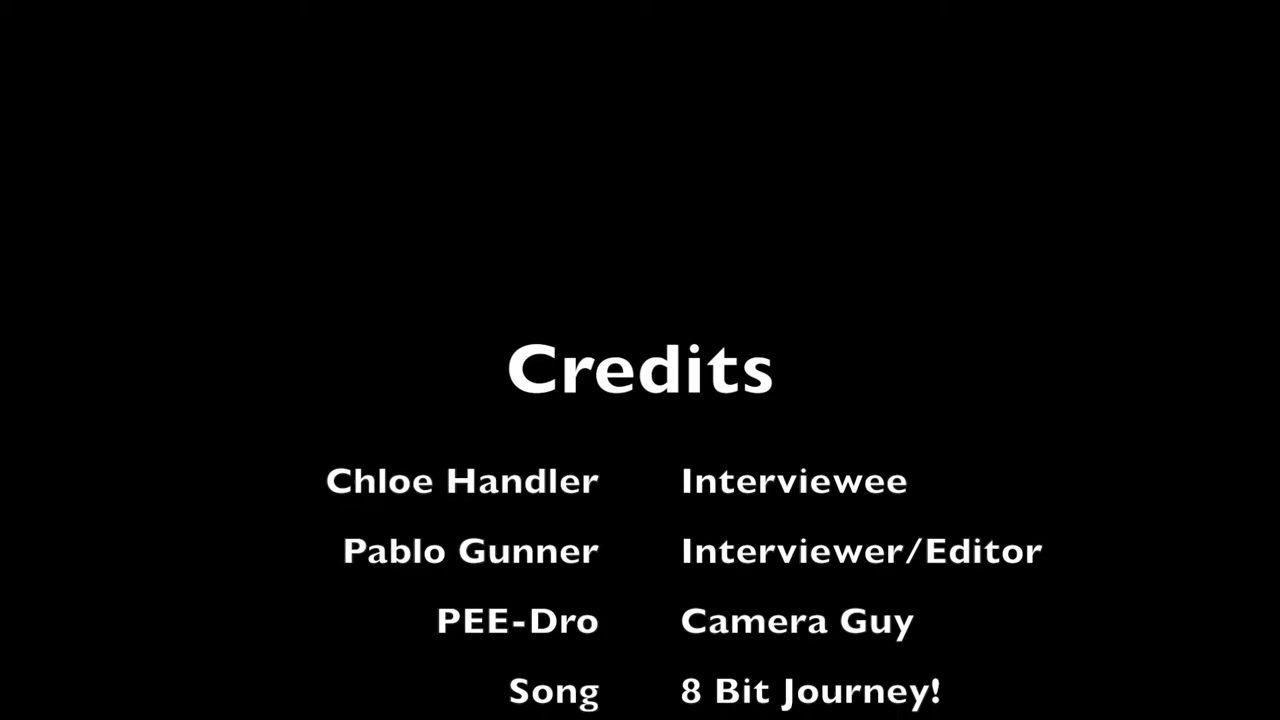 Credits
Chloe Handler Interviewee
Pablo Gunner Interviewer/Editor
PEE-Dro Camera Guy
Song 8 Bit Journey!